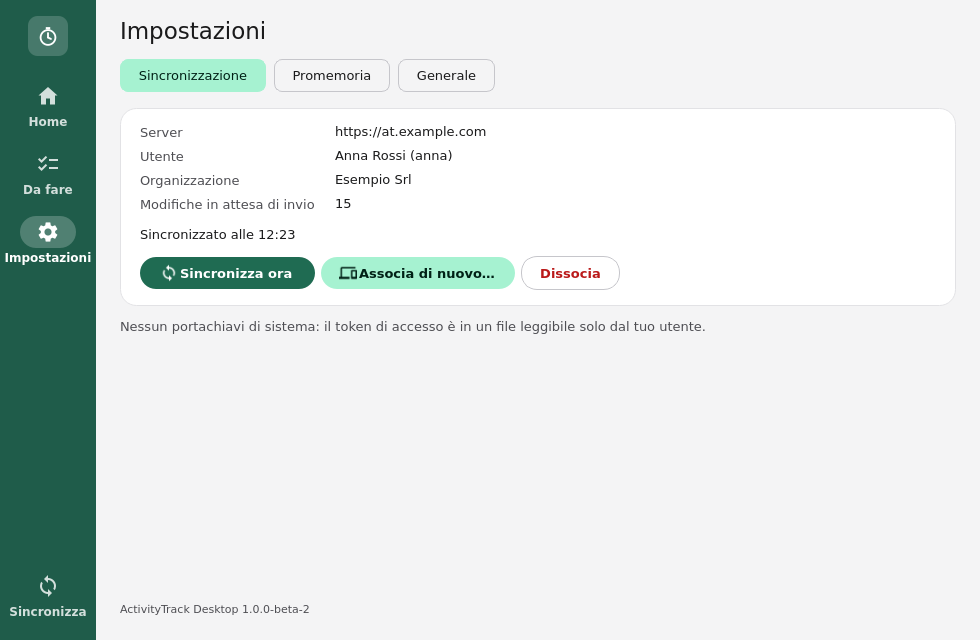 Impostazioni
Sincronizzazione
Promemoria
Generale
Home
Da fare
Impostazioni
Sincronizza
Server https://at.example.com
Utente Anna Rossi (anna)
Organizzazione Esempio Srl
Modifiche in attesa di invio 15
Sincronizzato alle 12:23
Sincronizza ora
Associa di nuovo…
Dissocia
Nessun portachiavi di sistema: il token di accesso è in un file leggibile solo dal tuo utente.
ActivityTrack Desktop 1.0.0-beta-2